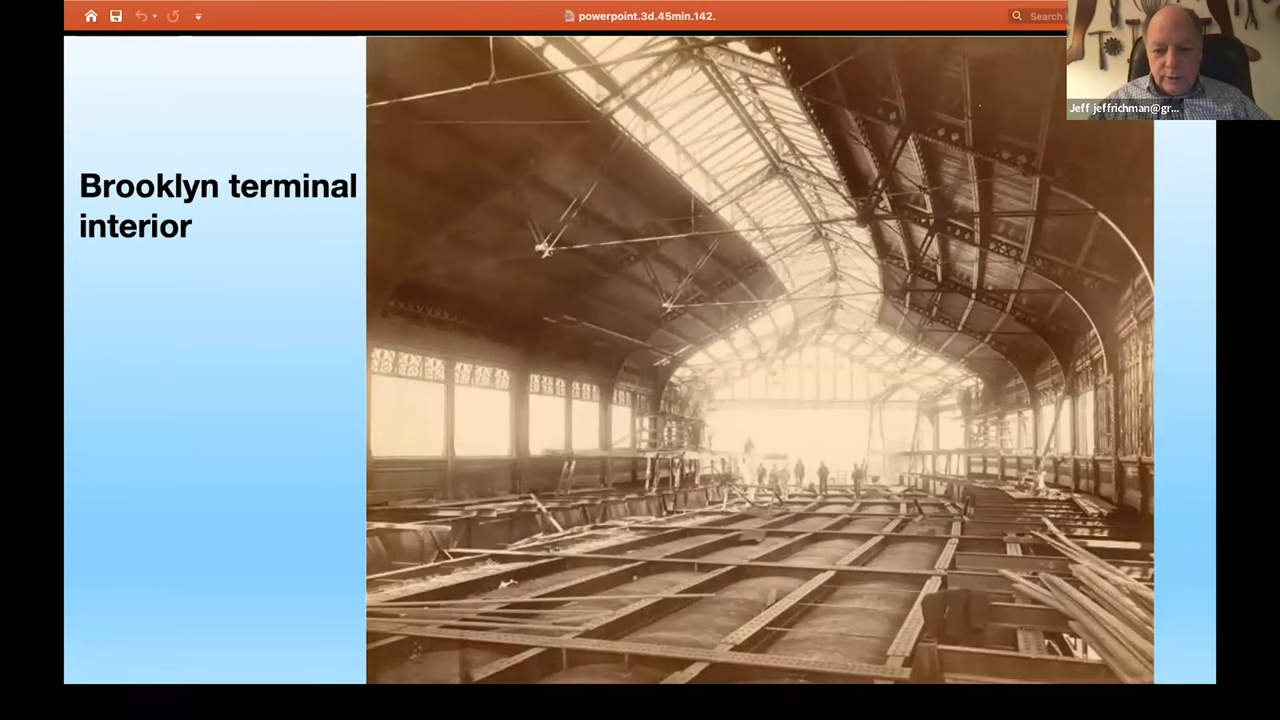 powerpoint.3d.45min.142.
Search
Jeff jeffrichman@gr...
Brooklyn terminal
interior